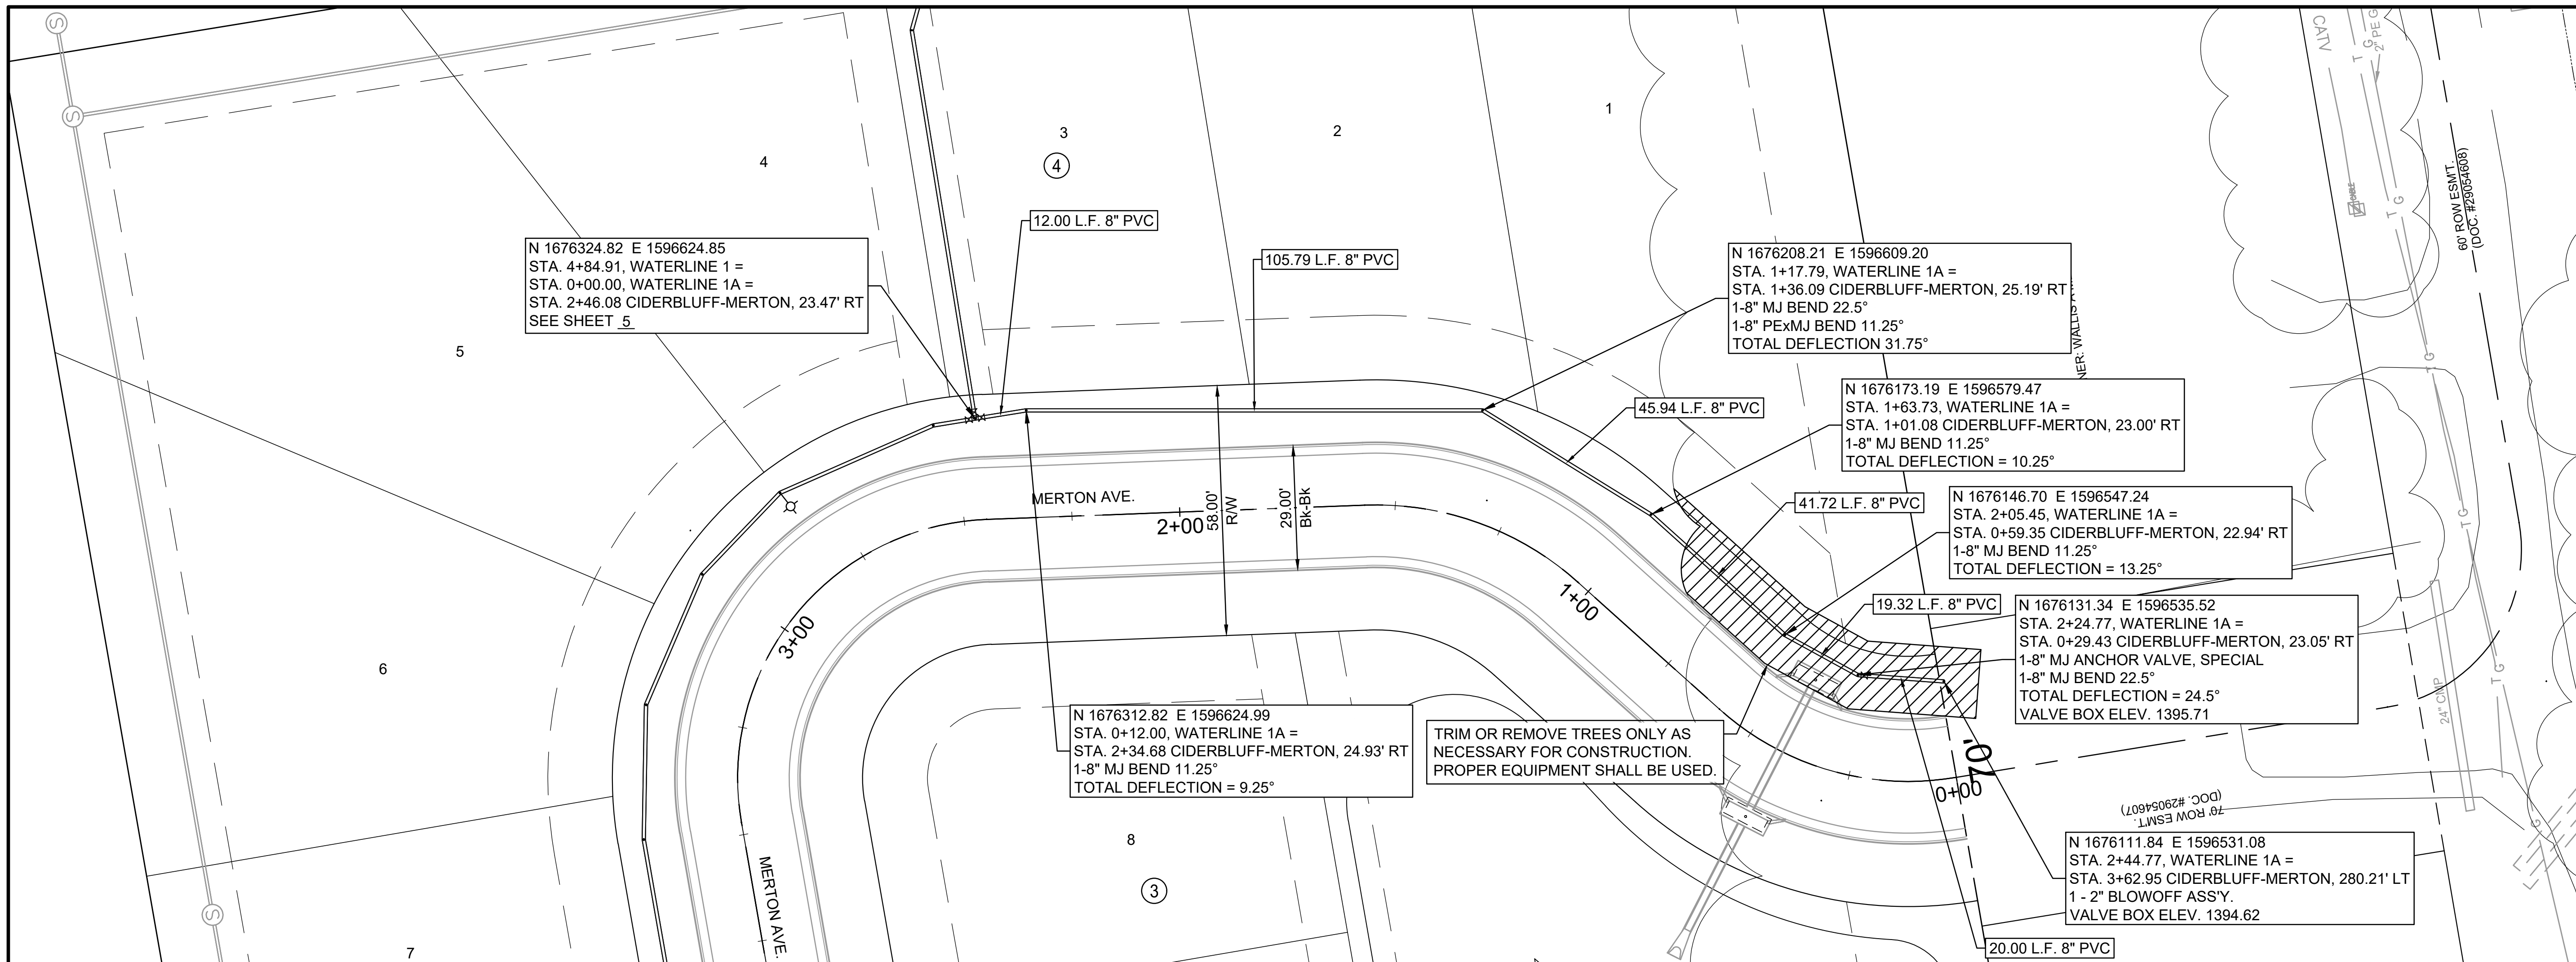 S
S
S
4
3
4
2
1
5
6
7
8
3
12.00 L.F. 8" PVC
105.79 L.F. 8" PVC
N 1676324.82 E 1596624.85
STA. 4+84.91, WATERLINE 1 =
STA. 0+00.00, WATERLINE 1A =
STA. 2+46.08 CIDERBLUFF-MERTON, 23.47' RT
SEE SHEET 5
N 1676208.21 E 1596609.20
STA. 1+17.79, WATERLINE 1A =
STA. 1+36.09 CIDERBLUFF-MERTON, 25.19' RT
1-8" MJ BEND 22.5°
1-8" PExMJ BEND 11.25°
TOTAL DEFLECTION 31.75°
NER: WALLIS
45.94 L.F. 8" PVC
N 1676173.19 E 1596579.47
STA. 1+63.73, WATERLINE 1A =
STA. 1+01.08 CIDERBLUFF-MERTON, 23.00' RT
1-8" MJ BEND 11.25°
TOTAL DEFLECTION = 10.25°
41.72 L.F. 8" PVC
N 1676146.70 E 1596547.24
STA. 2+05.45, WATERLINE 1A =
STA. 0+59.35 CIDERBLUFF-MERTON, 22.94' RT
1-8" MJ BEND 11.25°
TOTAL DEFLECTION = 13.25°
19.32 L.F. 8" PVC
N 1676131.34 E 1596535.52
STA. 2+24.77, WATERLINE 1A =
STA. 0+29.43 CIDERBLUFF-MERTON, 23.05' RT
1-8" MJ ANCHOR VALVE, SPECIAL
1-8" MJ BEND 22.5°
TOTAL DEFLECTION = 24.5°
VALVE BOX ELEV. 1395.71
MERTON AVE.
2+00
58.00'
R/W
29.00'
Bk-Bk
1+00
3+00
0+00
70'
MERTON AVE.
N 1676312.82 E 1596624.99
STA. 0+12.00, WATERLINE 1A =
STA. 2+34.68 CIDERBLUFF-MERTON, 24.93' RT
1-8" MJ BEND 11.25°
TOTAL DEFLECTION = 9.25°
TRIM OR REMOVE TREES ONLY AS
NECESSARY FOR CONSTRUCTION.
PROPER EQUIPMENT SHALL BE USED.
70' ROW ESM'T.
(DOC. #29054607)
N 1676111.84 E 1596531.08
STA. 2+44.77, WATERLINE 1A =
STA. 3+62.95 CIDERBLUFF-MERTON, 280.21' LT
1 - 2" BLOWOFF ASS'Y.
VALVE BOX ELEV. 1394.62
20.00 L.F. 8" PVC
60' ROW ESM'T.
(DOC. #29054608)
CATV
2" PE G
T G
T G
T G
G
T G
T G
G
24" CMP